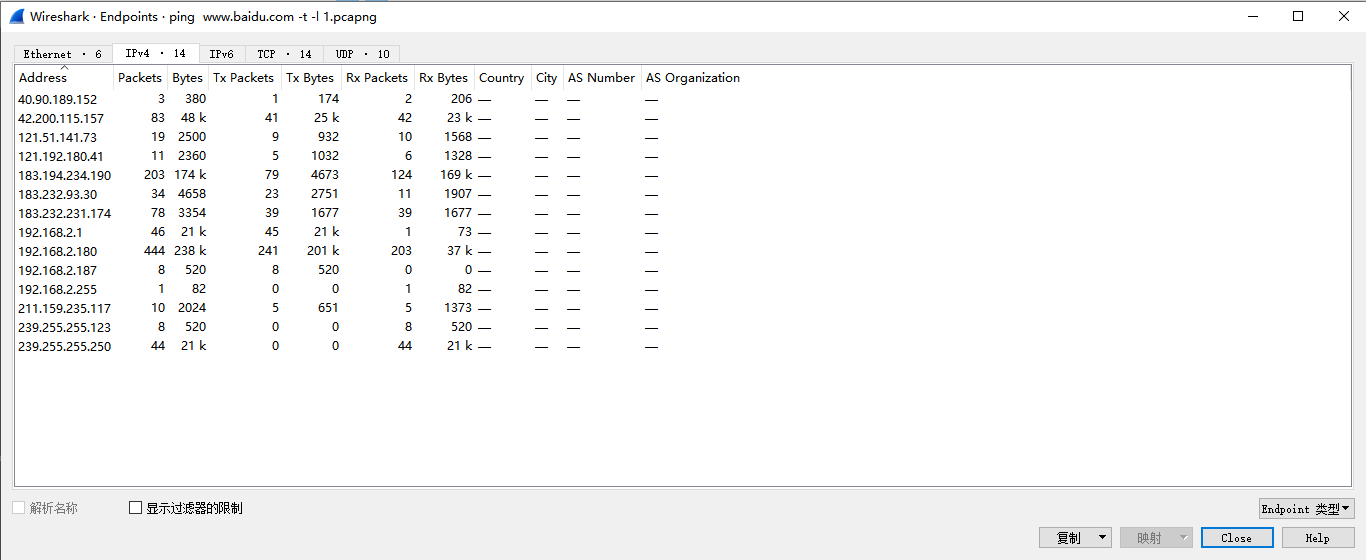 Wireshark · Endpoints · ping www.baidu.com -t -l 1.pcapng
Ethernet · 6 IPv4 · 14 IPv6 TCP · 14 UDP · 10
Address Packets Bytes Tx Packets Tx Bytes Rx Packets Rx Bytes Country City AS Number AS Organization
40.90.189.152 3 380 1 174 2 206 — — — —
42.200.115.157 83 48 k 41 25 k 42 23 k — — — —
121.51.141.73 19 2500 9 932 10 1568 — — — —
121.192.180.41 11 2360 5 1032 6 1328 — — — —
183.194.234.190 203 174 k 79 4673 124 169 k — — — —
183.232.93.30 34 4658 23 2751 11 1907 — — — —
183.232.231.174 78 3354 39 1677 39 1677 — — — —
192.168.2.1 46 21 k 45 21 k 1 73 — — — —
192.168.2.180 444 238 k 241 201 k 203 37 k — — — —
192.168.2.187 8 520 8 520 0 0 — — — —
192.168.2.255 1 82 0 0 1 82 — — — —
211.159.235.117 10 2024 5 651 5 1373 — — — —
239.255.255.123 8 520 0 0 8 520 — — — —
239.255.255.250 44 21 k 0 0 44 21 k — — — —
解析名称 显示过滤器的限制 Endpoint 类型
复制 映射 Close Help